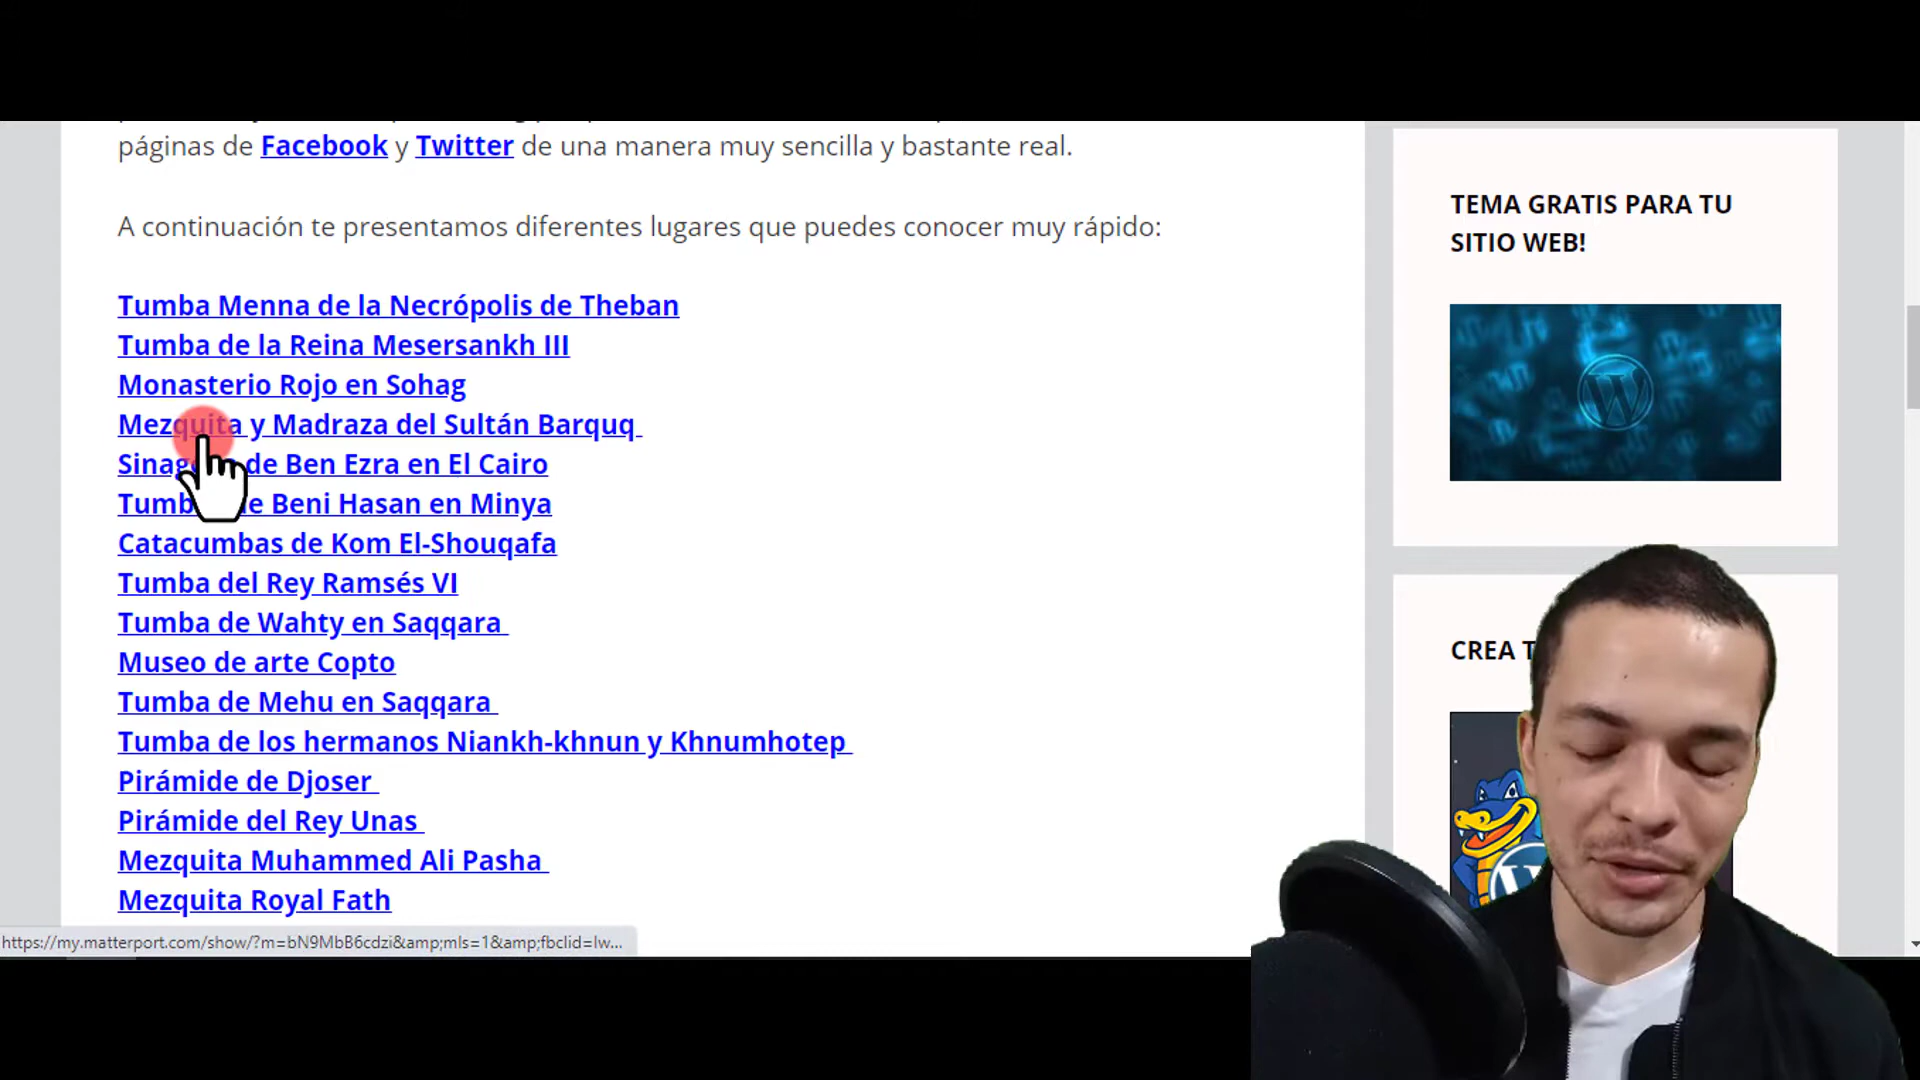 páginas de Facebook y Twitter de una manera muy sencilla y bastante real.
A continuación te presentamos diferentes lugares que puedes conocer muy rápido:
Tumba Menna de la Necrópolis de Theban
Tumba de la Reina Mesersankh III
Monasterio Rojo en Sohag
Mezquita y Madraza del Sultán Barquq
de Ben Ezra en El Cairo
Beni Hasan en Minya
Catacumbas de Kom El-Shouqafa
Tumba del Rey Ramsés VI
Tumba de Wahty en Saqqara
Museo de arte Copto
Tumba de Mehu en Saqqara
Tumba de los hermanos Niankh-khnun y Khnumhotep
Pirámide de Djoser
Pirámide del Rey Unas
Mezquita Muhammed Ali Pasha
Mezquita Royal Fath
https://my.matterport.com/show/?m=bN9MbB6cdzi&amp;mls=1&amp;fbclid=Iw...
TEMA GRATIS PARA TU
SITIO WEB!
CREA